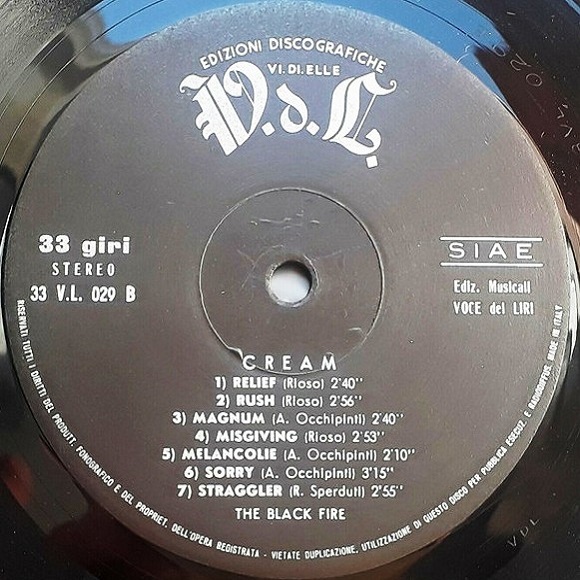 EDIZIONI DISCOGRAFICHE
VI.DI.ELLE
V.d.L.
33 giri
STEREO
33 V.L. 029 B
SIAE
Ediz. Musicali
VOCE del LIRI
CREAM
1) RELIEF (Rioso) 2'40''
2) RUSH (Rioso) 2'56''
3) MAGNUM (A. Occhipinti) 2'40''
4) MISGIVING (Rioso) 2'53''
5) MELANCOLIE (A. Occhipinti) 2'10''
6) SORRY (A. Occhipinti) 3'15''
7) STRAGGLER (R. Sperduti) 2'55''
THE BLACK FIRE
RISERVATI TUTTI I DIRITTI DEL PRODUTT. FONOGRAFICO E DEL PROPRIET. DELL'OPERA REGISTRATA - VIETATE DUPLICAZIONE, UTILIZZAZIONE DI QUESTO DISCO PER PUBBLICA ESECUZ. E RADIODIFUS. MADE IN ITALY
VDL